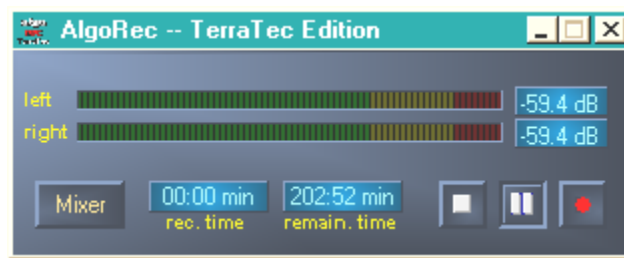 AlgoRec -- TerraTec Edition
left -59.4 dB
right -59.4 dB
Mixer 00:00 min 202:52 min
rec. time remain. time